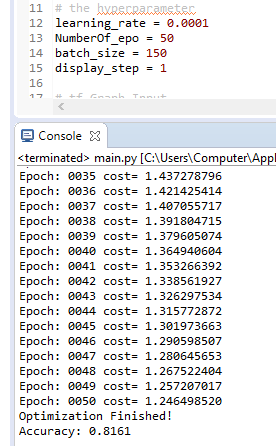 11 # the hyperparameter
12 learning_rate = 0.0001
13 NumberOf_epo = 50
14 batch_size = 150
15 display_step = 1
16
17 # tf Graph Input
Console
<terminated> main.py [C:\Users\Computer\Appl
Epoch: 0035 cost= 1.437278796
Epoch: 0036 cost= 1.421425414
Epoch: 0037 cost= 1.407055717
Epoch: 0038 cost= 1.391804715
Epoch: 0039 cost= 1.379605074
Epoch: 0040 cost= 1.364940604
Epoch: 0041 cost= 1.353266392
Epoch: 0042 cost= 1.338561927
Epoch: 0043 cost= 1.326297534
Epoch: 0044 cost= 1.315772872
Epoch: 0045 cost= 1.301973663
Epoch: 0046 cost= 1.290598507
Epoch: 0047 cost= 1.280645653
Epoch: 0048 cost= 1.267522404
Epoch: 0049 cost= 1.257207017
Epoch: 0050 cost= 1.246498520
Optimization Finished!
Accuracy: 0.8161